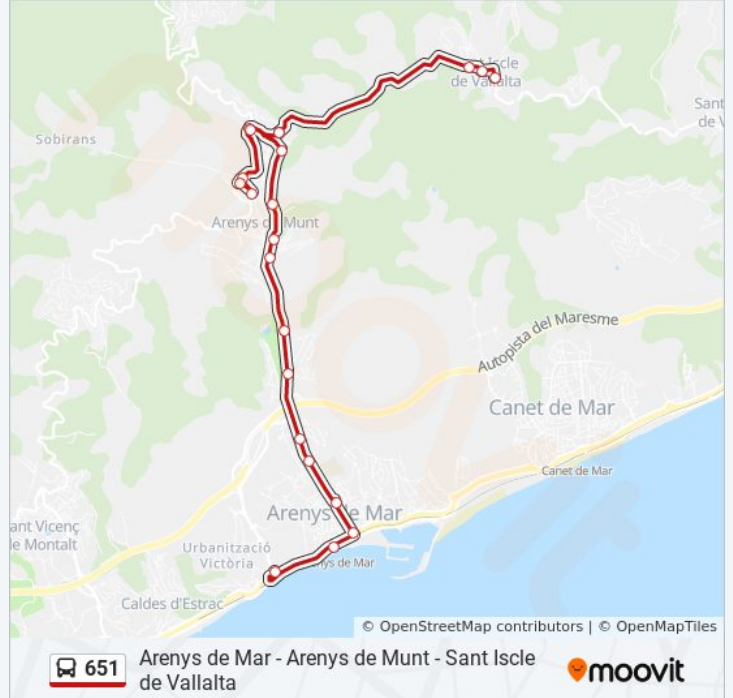 Iscle
de Vallalta
Sant
de V
Sobirans
Arenys de Munt
Autopista del Maresme
Canet de Mar
Canet de Mar
Arenys de Mar
ant Vicenç
de Montalt
Urbanització
Victòria
nys de Mar
Caldes d'Estrac
© OpenStreetMap contributors | © OpenMapTiles
651
Arenys de Mar - Arenys de Munt - Sant Iscle
de Vallalta
moovit